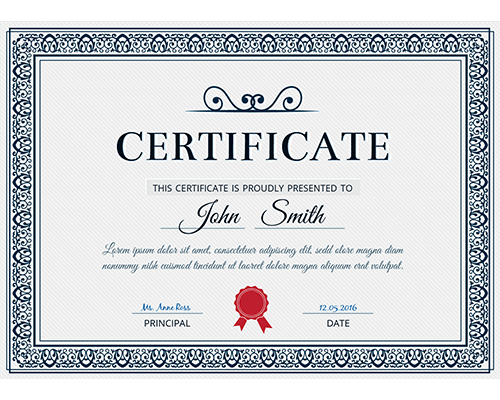 CERTIFICATE
THIS CERTIFICATE IS PROUDLY PRESENTED TO
John Smith
Lorem ipsum dolor sit amet, consectetuer adipiscing elit, sedd olore magna diam
nonummy nibh euismod tincidunt ut laoreet dolore magna aliquam erat volutpat.
Ms. Anne Ross 12.05.2016
PRINCIPAL DATE